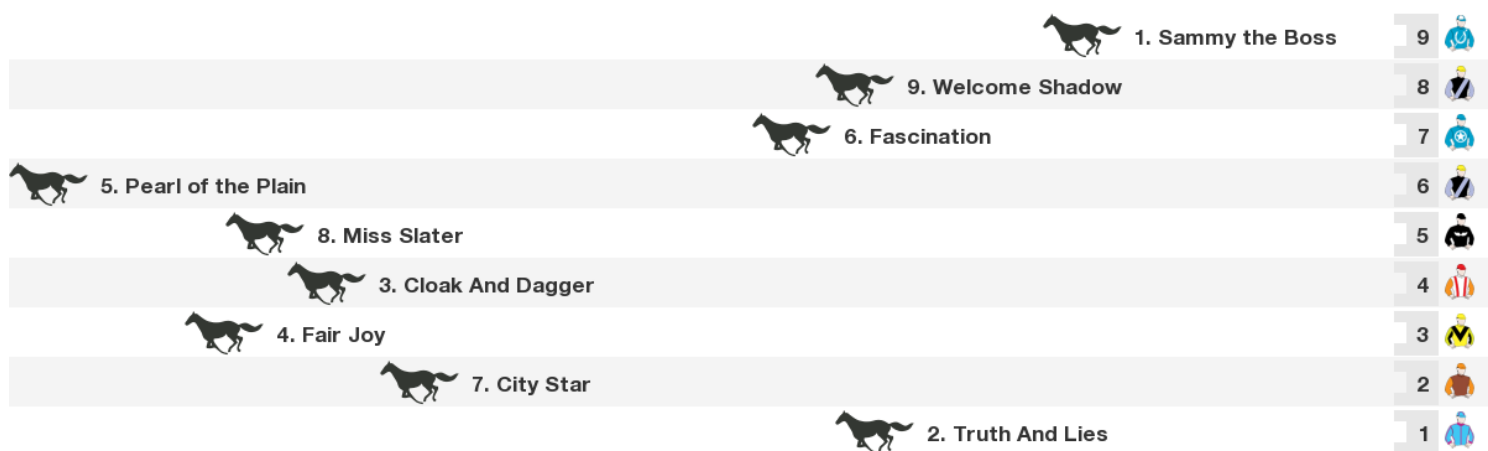 1. Sammy the Boss 9
9. Welcome Shadow 8
6. Fascination 7
5. Pearl of the Plain 6
8. Miss Slater 5
3. Cloak And Dagger 4
4. Fair Joy 3
7. City Star 2
2. Truth And Lies 1